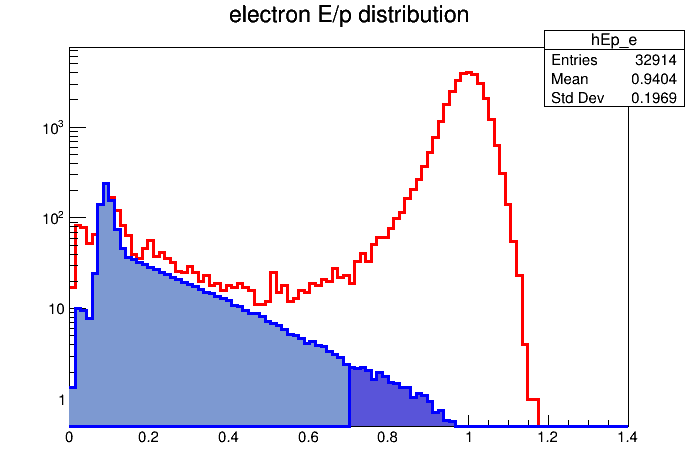 electron E/p distribution
hEp_e
Entries 32914
Mean 0.9404
Std Dev 0.1969
10³
10²
10
1
0 0.2 0.4 0.6 0.8 1 1.2 1.4